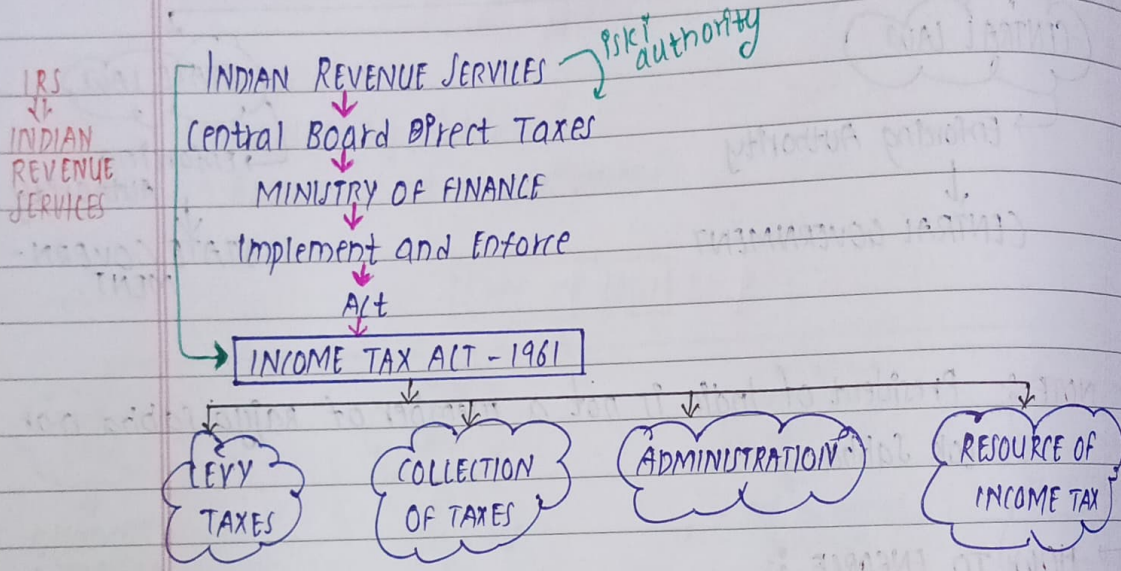 IRS
INDIAN
REVENUE
SERVICES
INDIAN REVENUE SERVICES
iski
authority
Central Board Direct Taxes
MINISTRY OF FINANCE
Implement and Enforce
Act
INCOME TAX ACT - 1961
LEVY
TAXES
COLLECTION
OF TAXES
ADMINISTRATION
RESOURCE OF
INCOME TAX